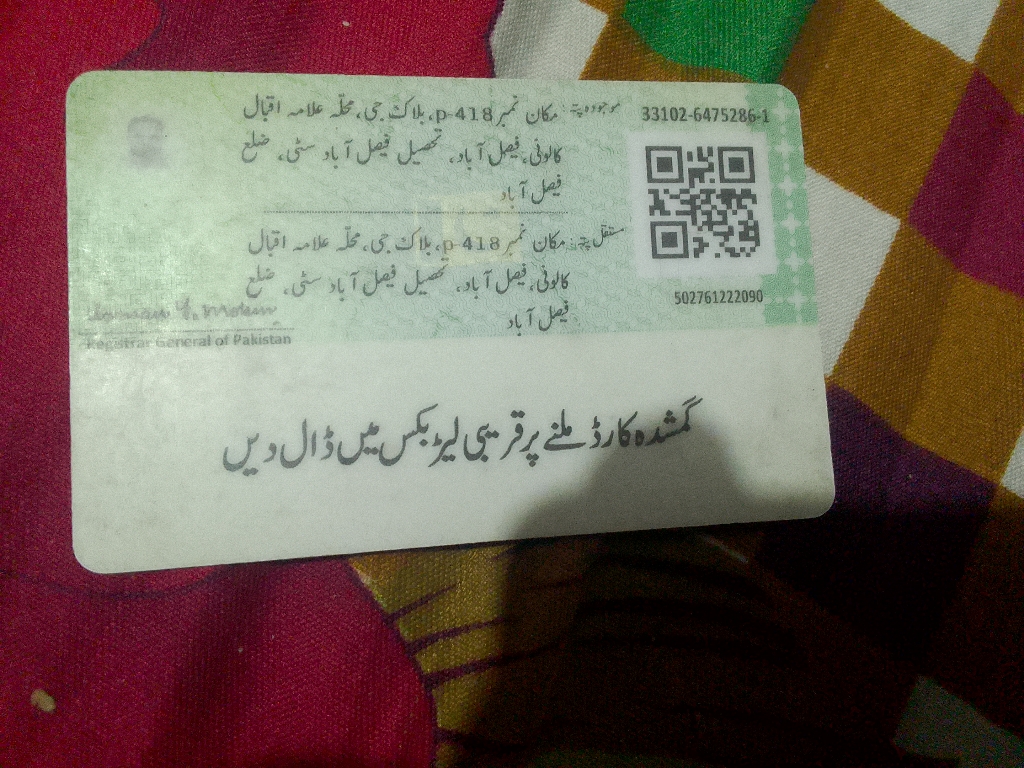 33102-6475286-1
موجودہ پتہ: مکان نمبر p-418، بلاک جی، محلہ علامہ اقبال
کالونی، فیصل آباد، تحصیل فیصل آباد سٹی، ضلع
فیصل آباد
مستقل پتہ: مکان نمبر p-418، بلاک جی، محلہ علامہ اقبال
کالونی، فیصل آباد، تحصیل فیصل آباد سٹی، ضلع
فیصل آباد
502761222090
Registrar General of Pakistan
گمشدہ کارڈ ملنے پر قریبی لیٹر بکس میں ڈال دیں